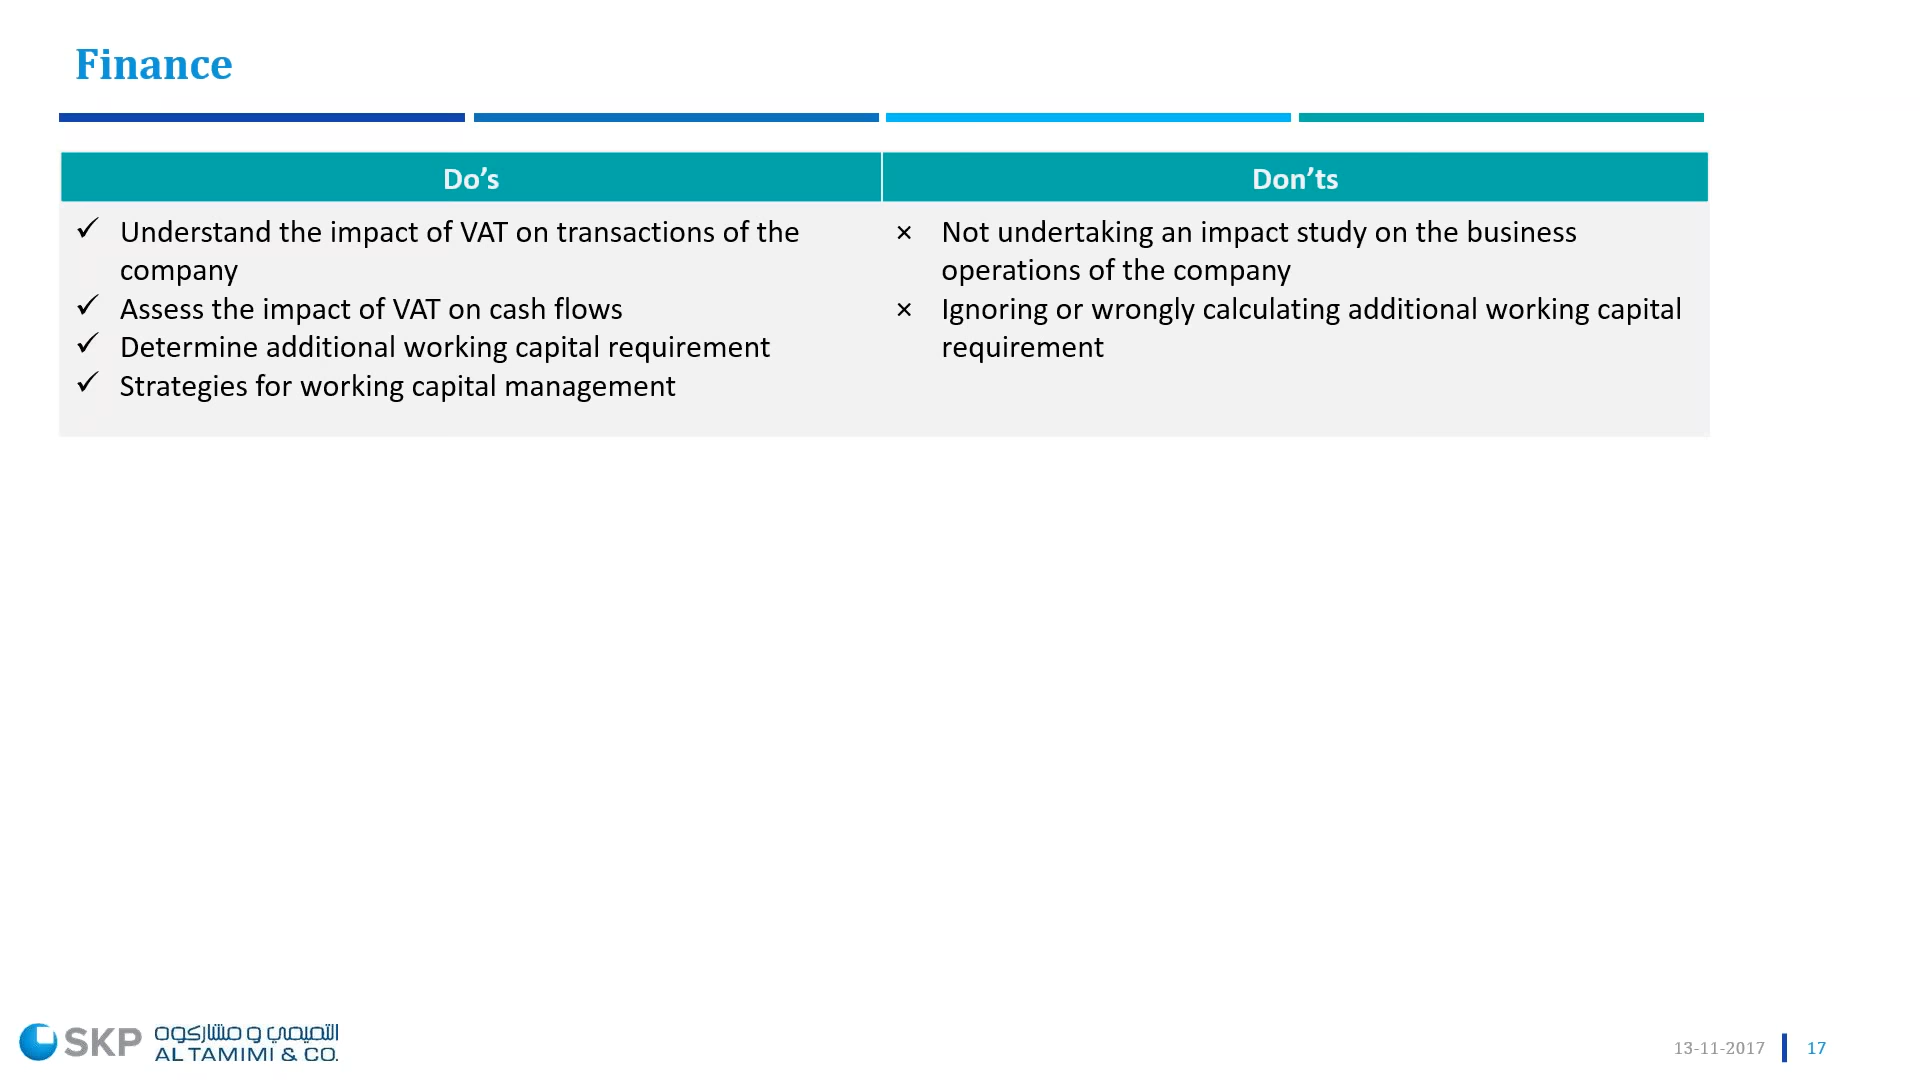 Finance
Do’s
Don’ts
✓ Understand the impact of VAT on transactions of the
company
✓ Assess the impact of VAT on cash flows
✓ Determine additional working capital requirement
✓ Strategies for working capital management
× Not undertaking an impact study on the business
operations of the company
× Ignoring or wrongly calculating additional working capital
requirement
SKP
التميمي و مشاركوه
AL TAMIMI & CO.
13-11-2017
17